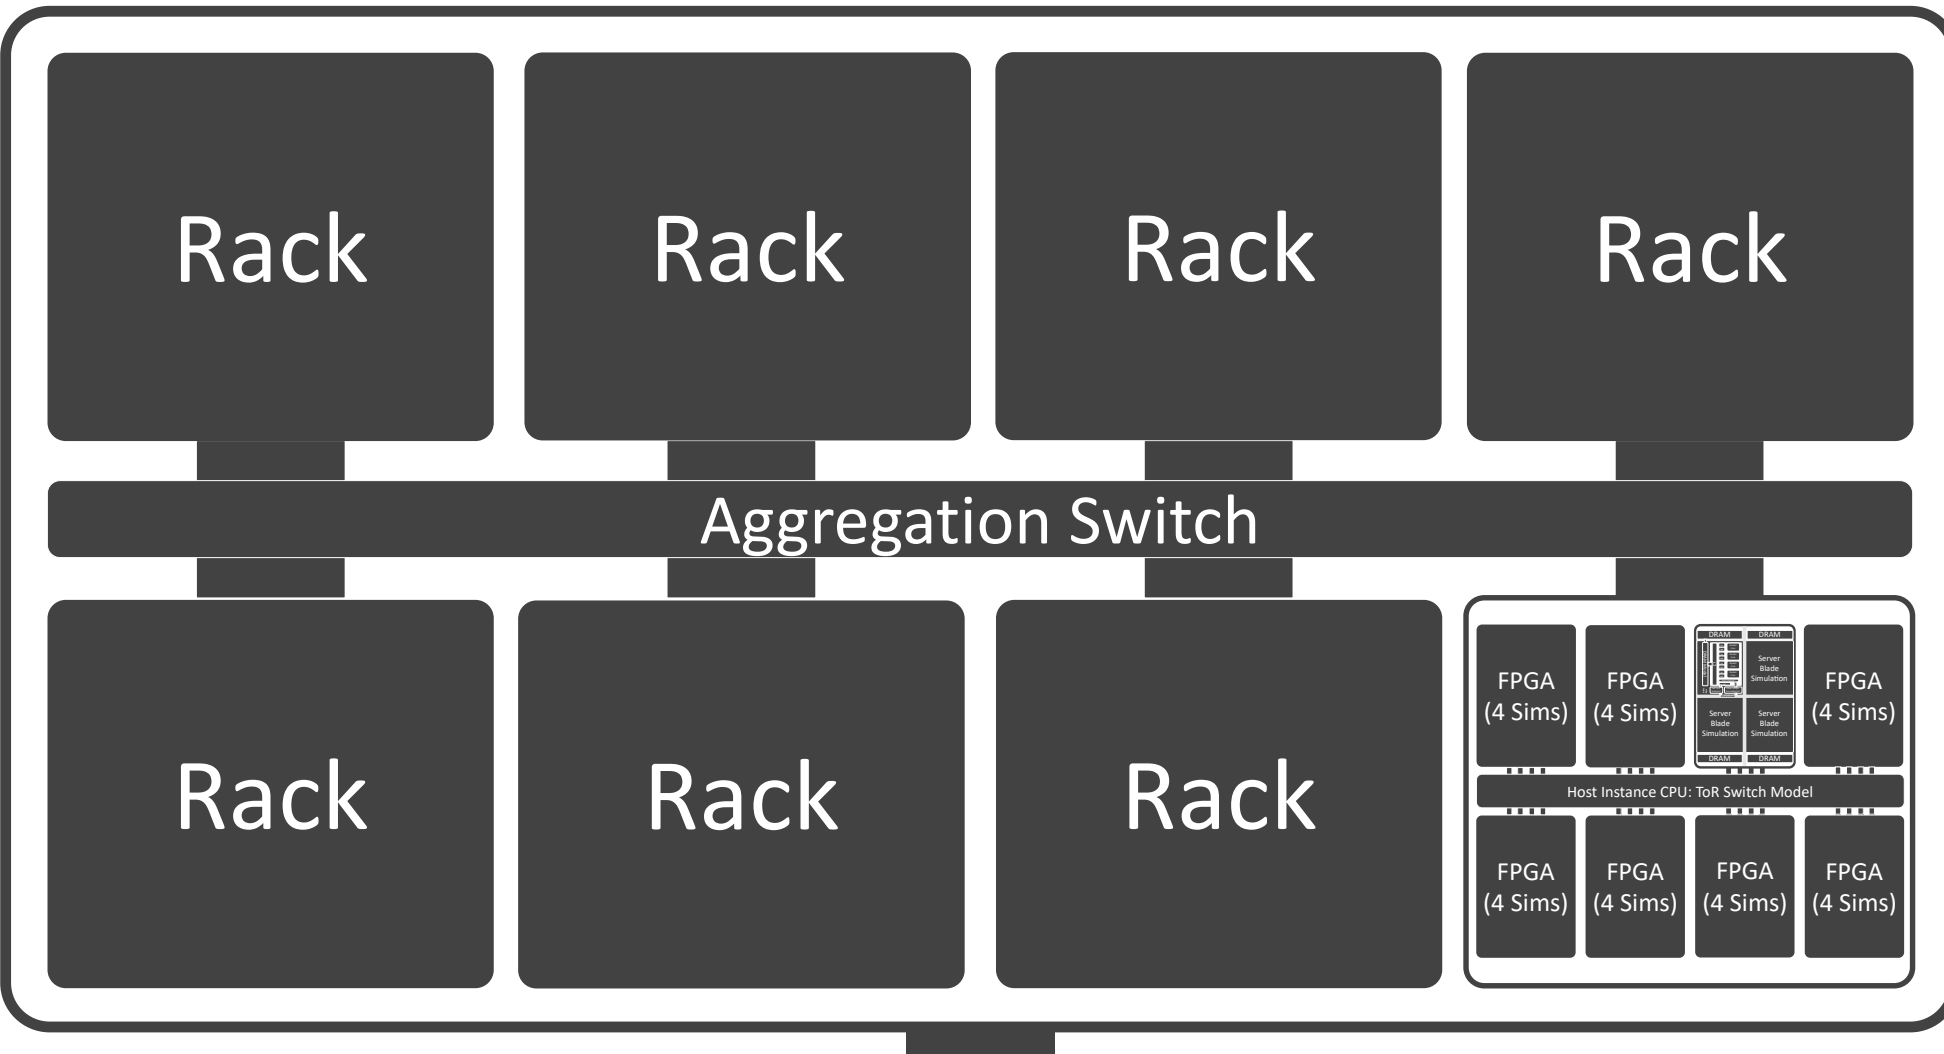 Rack
Rack
Rack
Rack
Aggregation Switch
Rack
Rack
Rack
FPGA
(4 Sims)
FPGA
(4 Sims)
DRAM
DRAM
Server
Blade
Simulation
Server
Blade
Simulation
Server
Blade
Simulation
DRAM
DRAM
FPGA
(4 Sims)
Host Instance CPU: ToR Switch Model
FPGA
(4 Sims)
FPGA
(4 Sims)
FPGA
(4 Sims)
FPGA
(4 Sims)